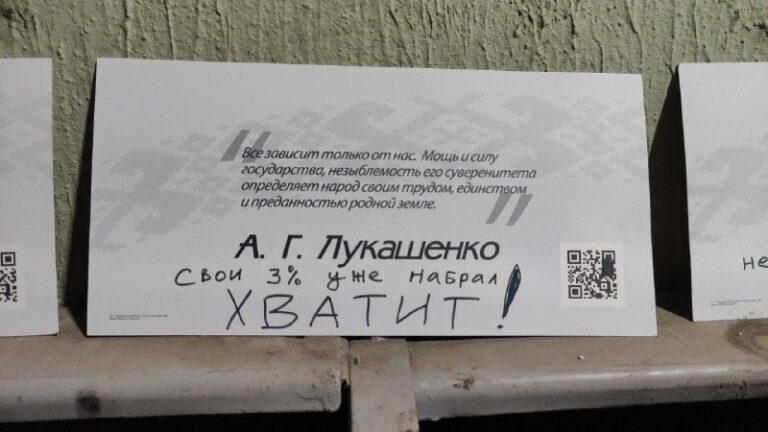 Все зависит только от нас. Мощь и силу
государства, незыблемость его суверенитета
определяет народ своим трудом, единством
и преданностью родной земле.
А. Г. Лукашенко
Свои 3% уже набрал
ХВАТИТ!
не